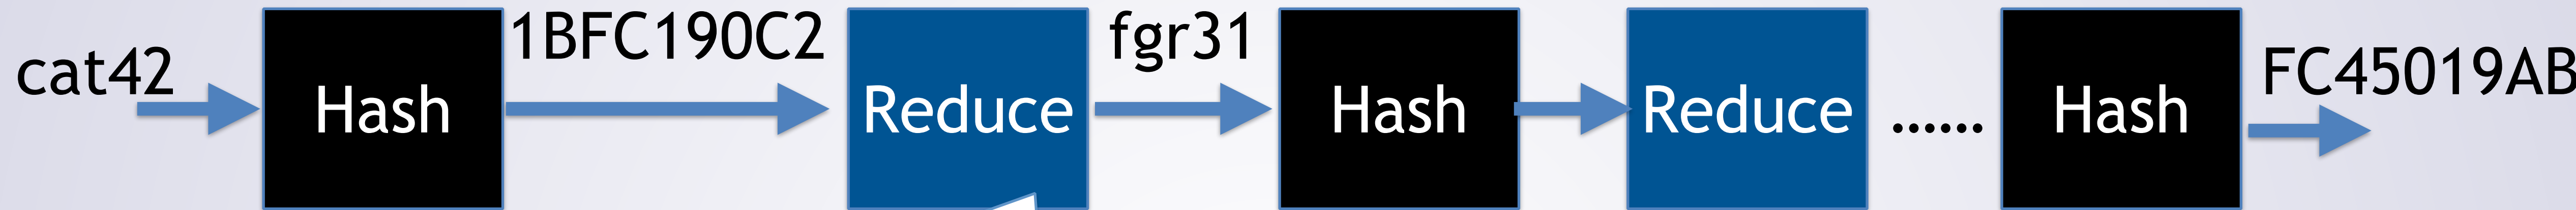 cat42
Hash
1BFC190C2
Reduce
fgr31
Hash
Reduce
......
Hash
FC45019AB